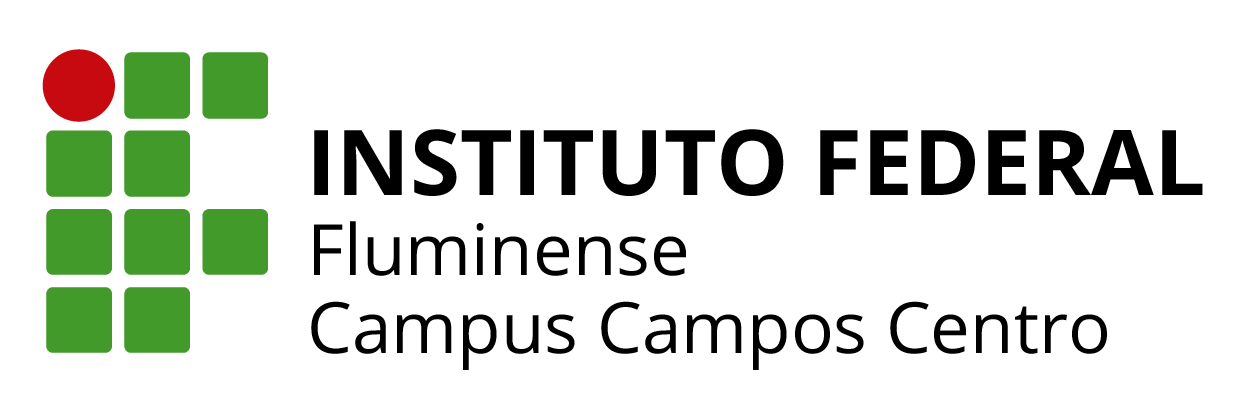 INSTITUTO FEDERAL
Fluminense
Campus Campos Centro